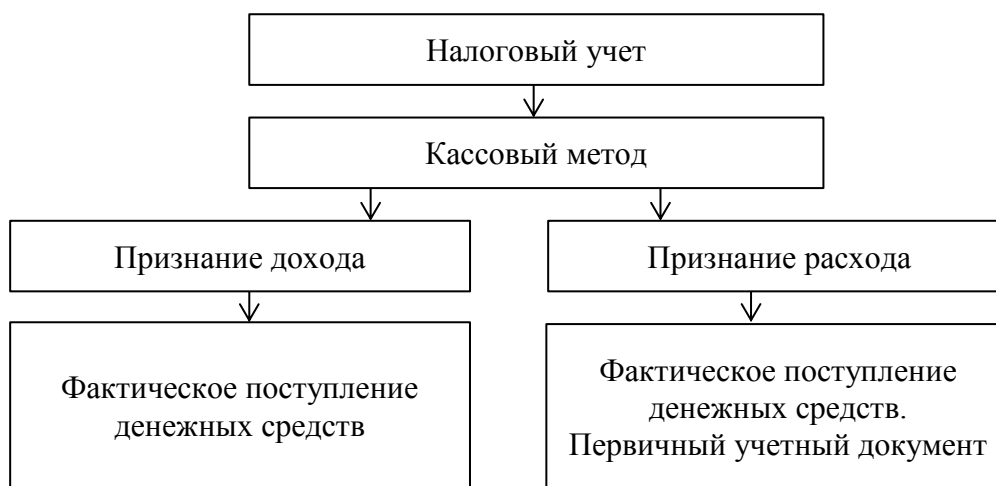 Налоговый учет
Кассовый метод
Признание дохода
Признание расхода
Фактическое поступление
денежных средств
Фактическое поступление
денежных средств.
Первичный учетный документ